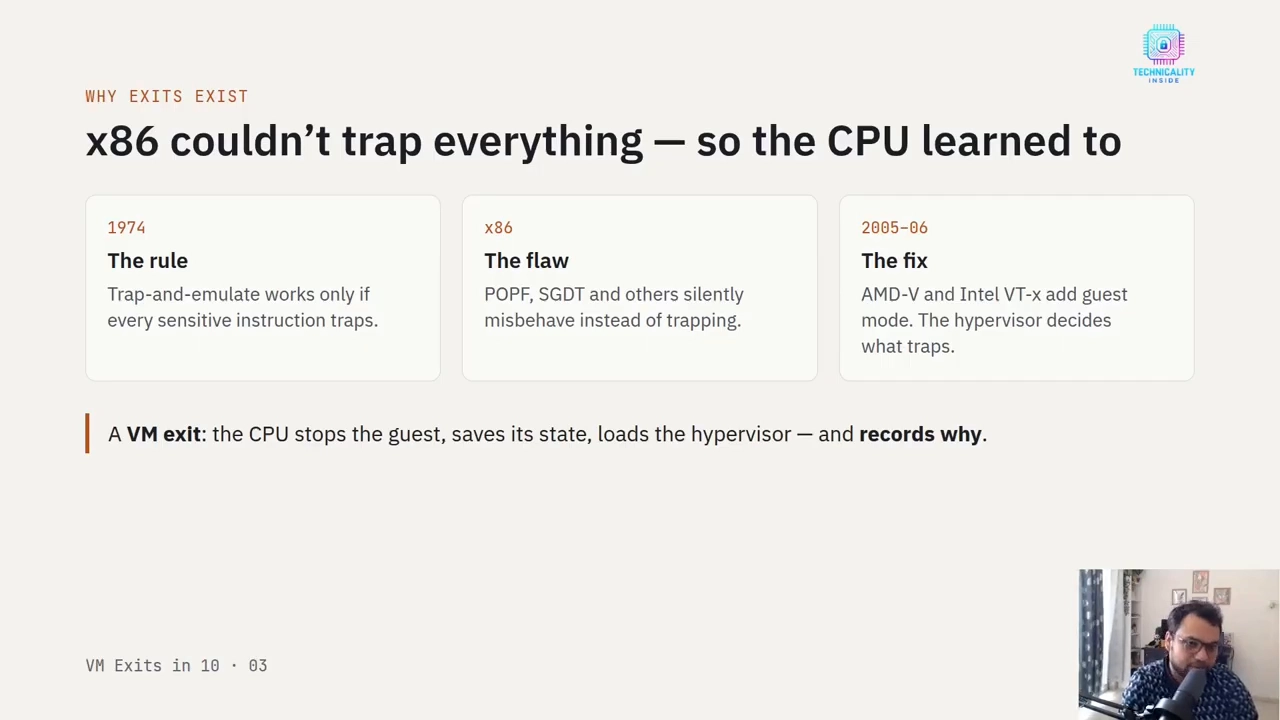 TECHNICALITY
INSIDE
WHY EXITS EXIST
x86 couldn’t trap everything — so the CPU learned to
1974
The rule
Trap-and-emulate works only if
every sensitive instruction traps.
x86
The flaw
POPF, SGDT and others silently
misbehave instead of trapping.
2005–06
The fix
AMD-V and Intel VT-x add guest
mode. The hypervisor decides
what traps.
A VM exit: the CPU stops the guest, saves its state, loads the hypervisor — and records why.
VM Exits in 10 · 03